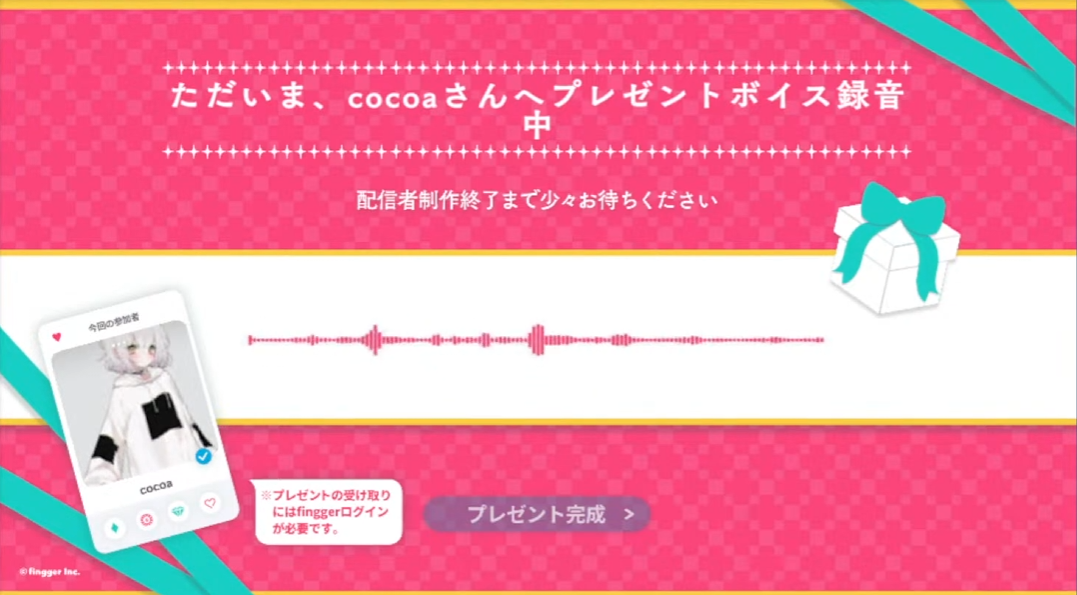 ただいま、cocoaさんへプレゼントボイス録音
中
配信者制作終了まで少々お待ちください
今回の参加者
cocoa
※プレゼントの受け取り
にはfinggerログイン
が必要です。
プレゼント完成 >
©fingger Inc.